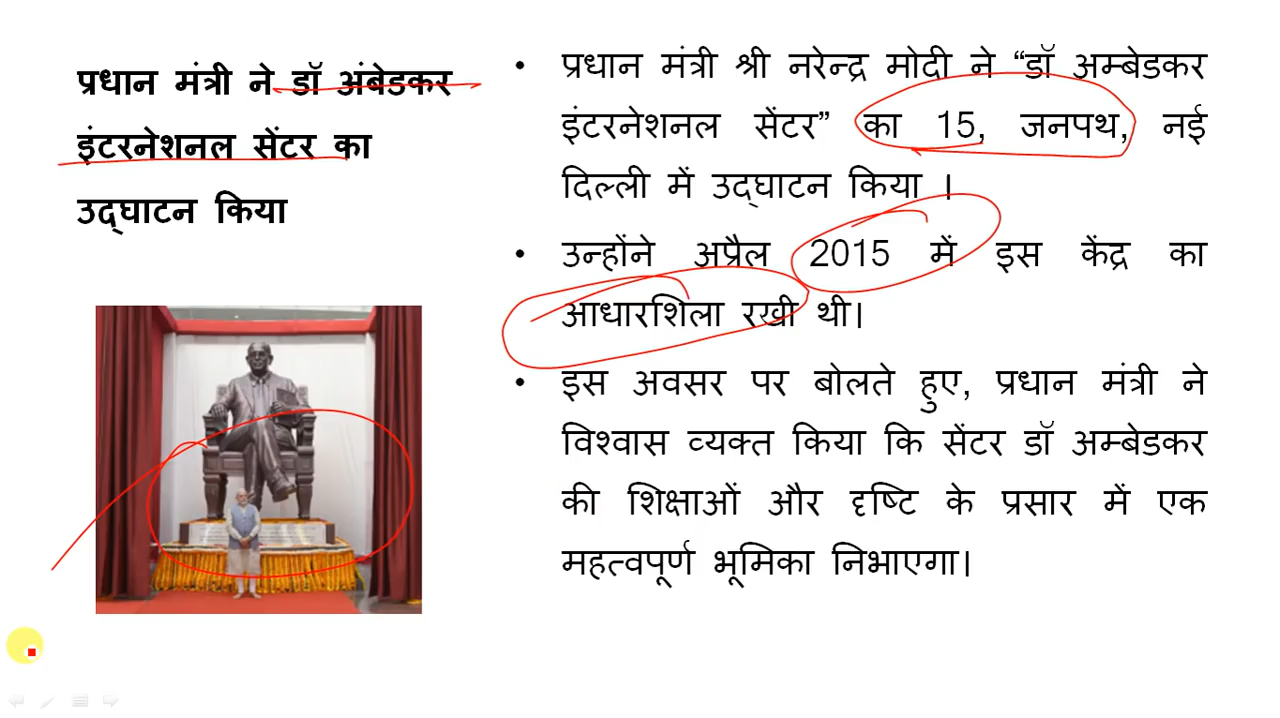 प्रधान मंत्री ने डॉ अंबेडकर
इंटरनेशनल सेंटर का
उद्घाटन किया
• प्रधान मंत्री श्री नरेन्द्र मोदी ने “डॉ अम्बेडकर
इंटरनेशनल सेंटर” का 15, जनपथ, नई
दिल्ली में उद्घाटन किया ।
• उन्होंने अप्रैल 2015 में इस केंद्र का
आधारशिला रखी थी।
• इस अवसर पर बोलते हुए, प्रधान मंत्री ने
विश्वास व्यक्त किया कि सेंटर डॉ अम्बेडकर
की शिक्षाओं और दृष्टि के प्रसार में एक
महत्वपूर्ण भूमिका निभाएगा।